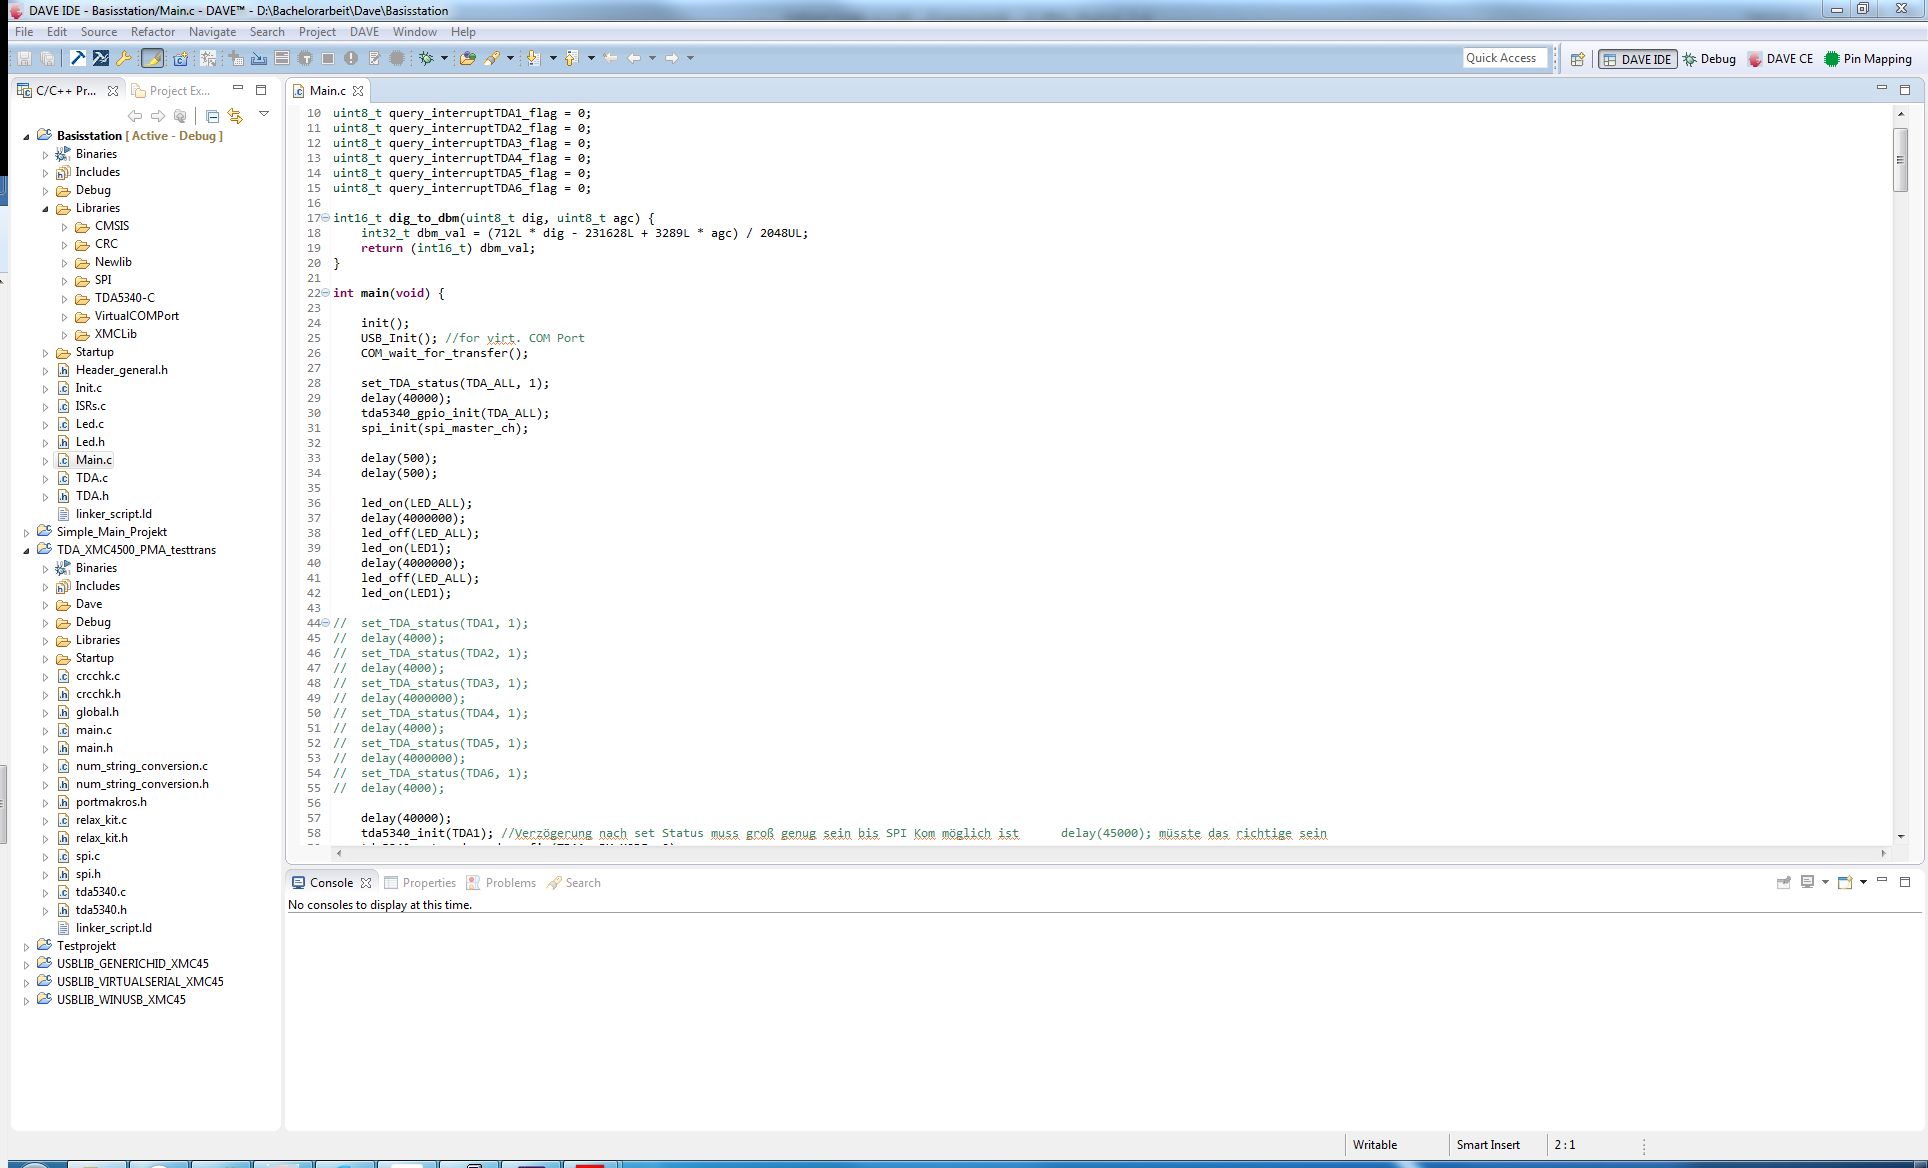 DAVE IDE - Basisstation/Main.c - DAVE™ - D:\Bachelorarbeit\Dave\Basisstation
File Edit Source Refactor Navigate Search Project DAVE Window Help
Quick Access DAVE IDE Debug DAVE CE Pin Mapping
C/C++ Pr... Project Ex...
Basisstation [ Active - Debug ]
Binaries
Includes
Debug
Libraries
CMSIS
CRC
Newlib
SPI
TDA5340-C
VirtualCOMPort
XMCLib
Startup
Header_general.h
Init.c
ISRs.c
Led.c
Led.h
Main.c
TDA.c
TDA.h
linker_script.ld
Simple_Main_Projekt
TDA_XMC4500_PMA_testtrans
Binaries
Includes
Dave
Debug
Libraries
Startup
crcchk.c
crcchk.h
global.h
main.c
main.h
num_string_conversion.c
num_string_conversion.h
portmakros.h
relax_kit.c
relax_kit.h
spi.c
spi.h
tda5340.c
tda5340.h
linker_script.ld
Testprojekt
USBLIB_GENERICHID_XMC45
USBLIB_VIRTUALSERIAL_XMC45
USBLIB_WINUSB_XMC45
Main.c
10 uint8_t query_interruptTDA1_flag = 0;
11 uint8_t query_interruptTDA2_flag = 0;
12 uint8_t query_interruptTDA3_flag = 0;
13 uint8_t query_interruptTDA4_flag = 0;
14 uint8_t query_interruptTDA5_flag = 0;
15 uint8_t query_interruptTDA6_flag = 0;
16
17 int16_t dig_to_dbm(uint8_t dig, uint8_t agc) {
18 int32_t dbm_val = (712L * dig - 231628L + 3289L * agc) / 2048UL;
19 return (int16_t) dbm_val;
20 }
21
22 int main(void) {
23
24 init();
25 USB_Init(); //for virt. COM Port
26 COM_wait_for_transfer();
27
28 set_TDA_status(TDA_ALL, 1);
29 delay(40000);
30 tda5340_gpio_init(TDA_ALL);
31 spi_init(spi_master_ch);
32
33 delay(500);
34 delay(500);
35
36 led_on(LED_ALL);
37 delay(4000000);
38 led_off(LED_ALL);
39 led_on(LED1);
40 delay(4000000);
41 led_off(LED_ALL);
42 led_on(LED1);
43
44 // set_TDA_status(TDA1, 1);
45 // delay(4000);
46 // set_TDA_status(TDA2, 1);
47 // delay(4000);
48 // set_TDA_status(TDA3, 1);
49 // delay(4000000);
50 // set_TDA_status(TDA4, 1);
51 // delay(4000);
52 // set_TDA_status(TDA5, 1);
53 // delay(4000000);
54 // set_TDA_status(TDA6, 1);
55 // delay(4000);
56
57 delay(40000);
58 tda5340_init(TDA1); //Verzögerung nach set Status muss groß genug sein bis SPI Kom möglich ist delay(45000); müsste das richtige sein
Console Properties Problems Search
No consoles to display at this time.
Writable Smart Insert 2 : 1